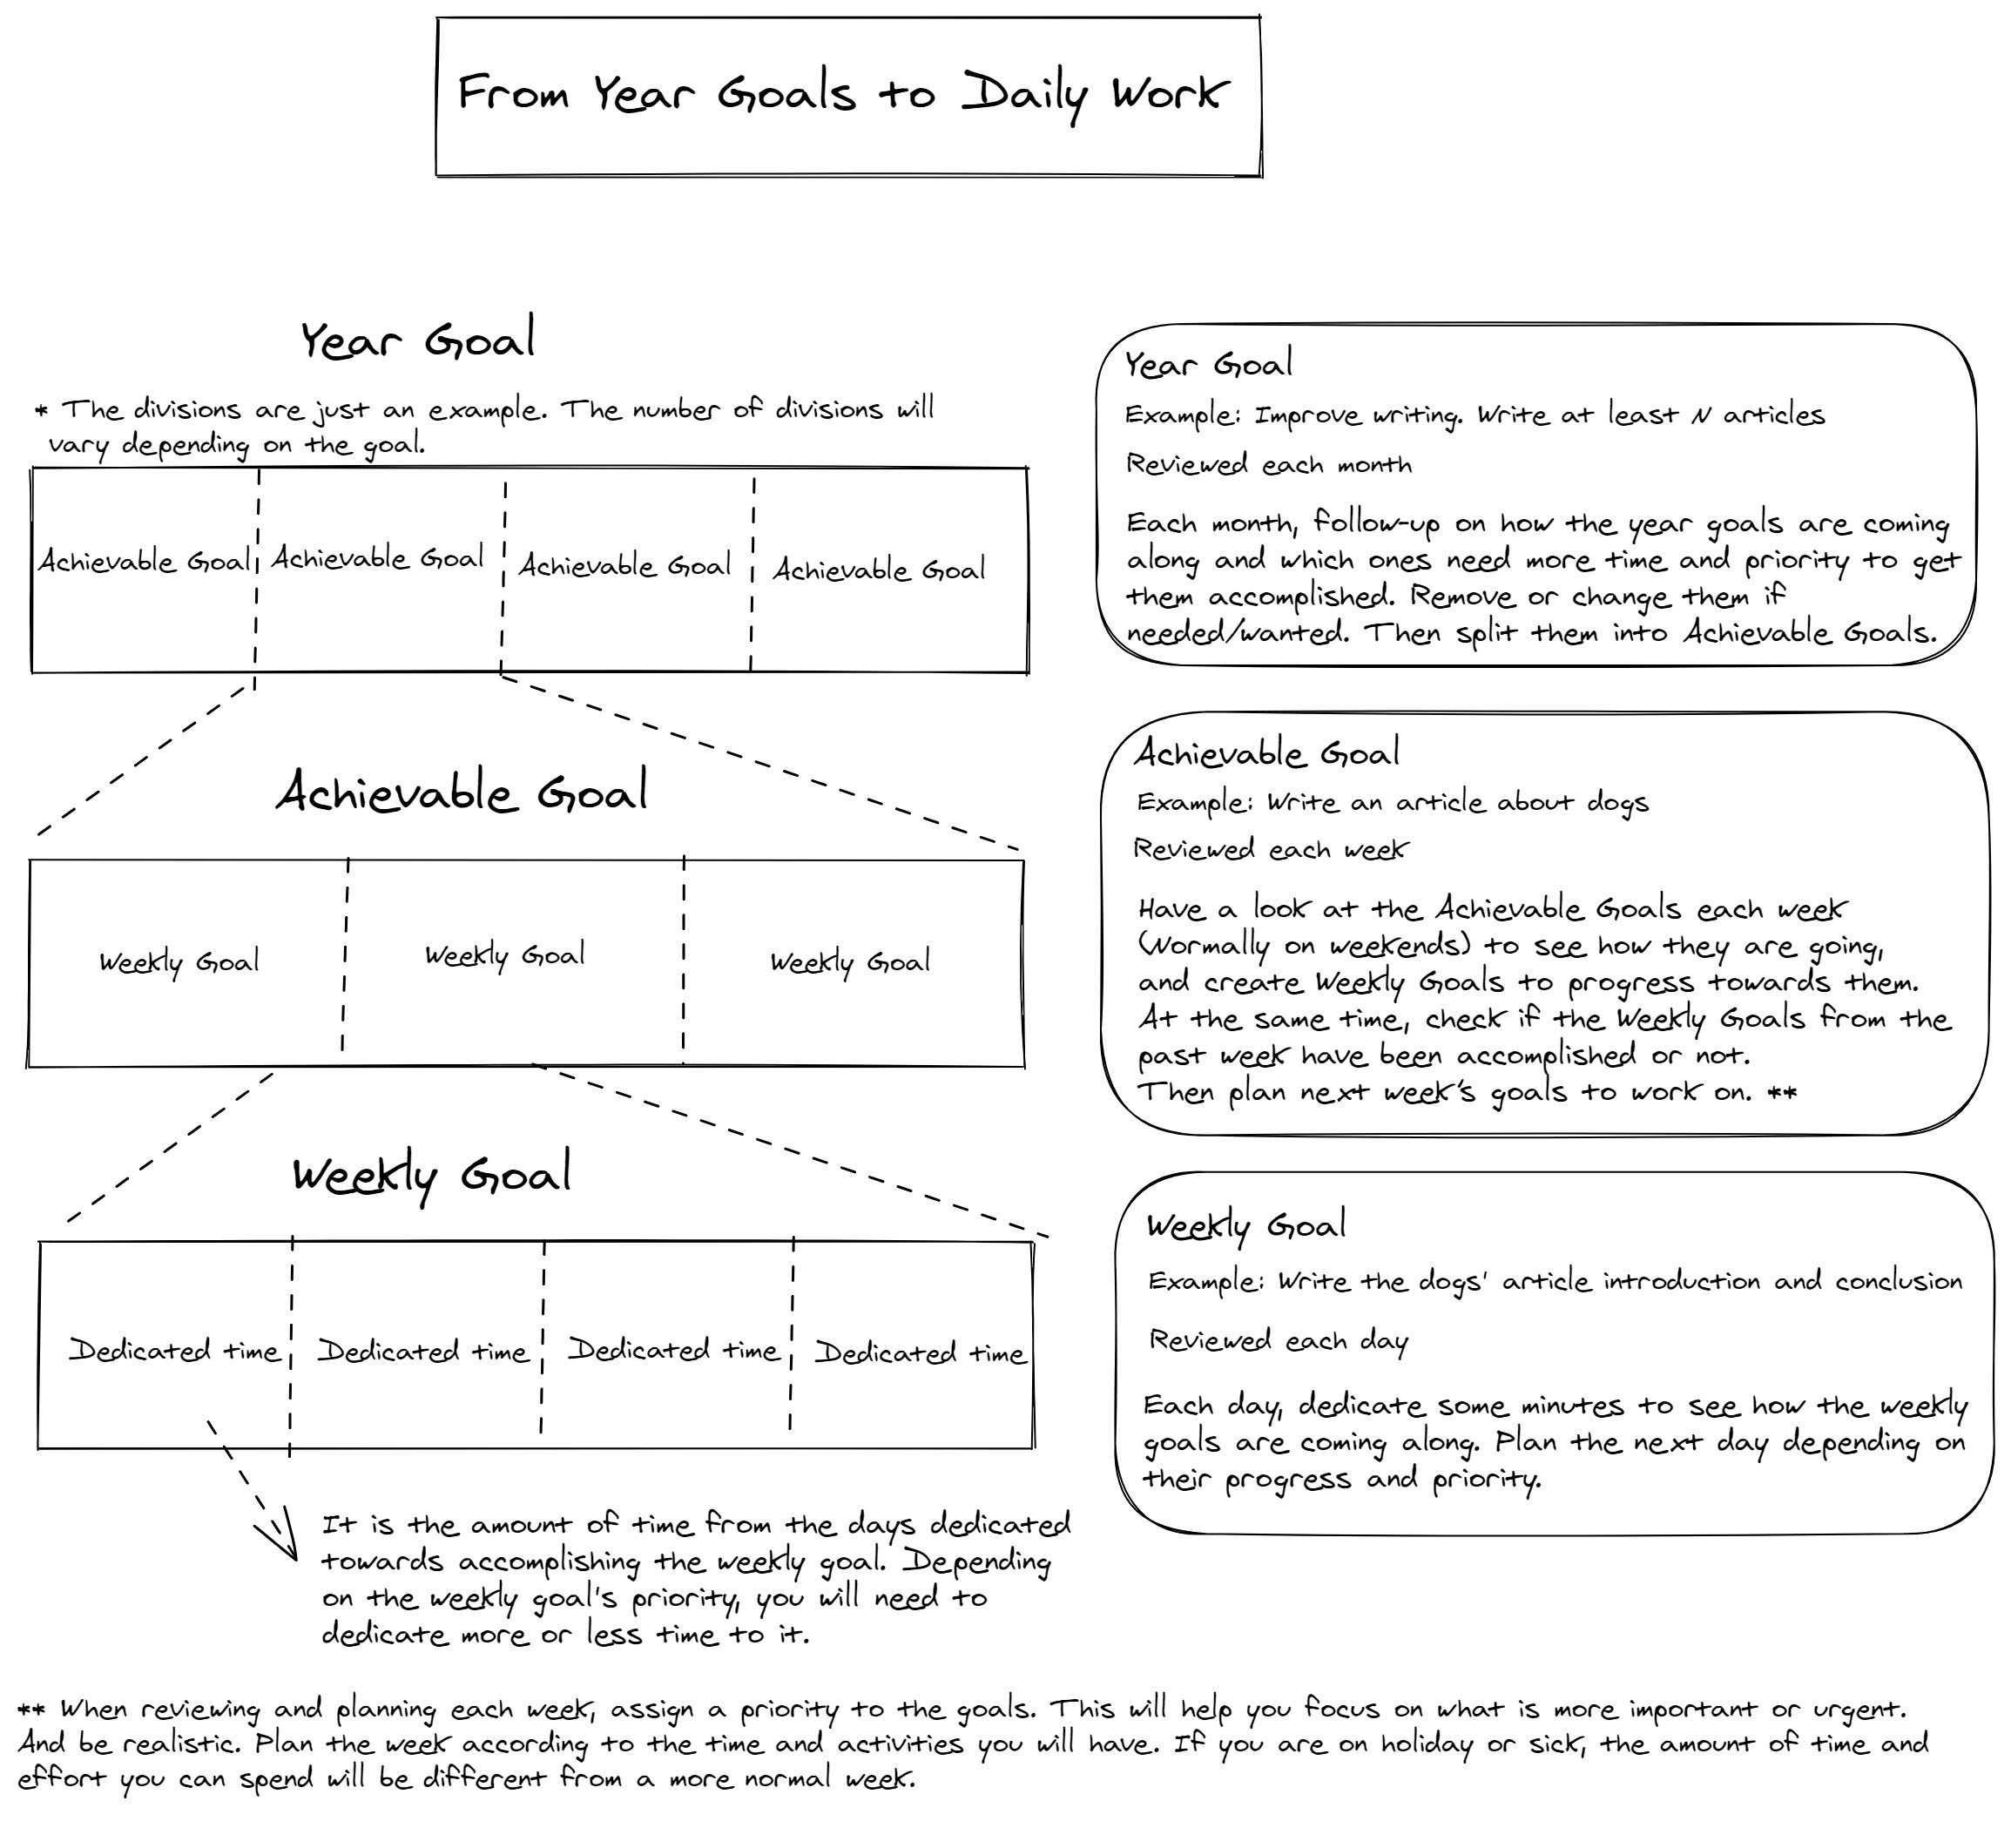 From Year Goals to Daily Work
Year Goal
* The divisions are just an example. The number of divisions will
vary depending on the goal.
Achievable Goal Achievable Goal Achievable Goal Achievable Goal
Achievable Goal
Weekly Goal Weekly Goal Weekly Goal
Weekly Goal
Dedicated time Dedicated time Dedicated time Dedicated time
It is the amount of time from the days dedicated
towards accomplishing the weekly goal. Depending
on the weekly goal's priority, you will need to
dedicate more or less time to it.
Year Goal
Example: Improve writing. Write at least N articles
Reviewed each month
Each month, follow-up on how the year goals are coming
along and which ones need more time and priority to get
them accomplished. Remove or change them if
needed/wanted. Then split them into Achievable Goals.
Achievable Goal
Example: Write an article about dogs
Reviewed each week
Have a look at the Achievable Goals each week
(Normally on weekends) to see how they are going,
and create Weekly Goals to progress towards them.
At the same time, check if the Weekly Goals from the
past week have been accomplished or not.
Then plan next week's goals to work on. **
Weekly Goal
Example: Write the dogs' article introduction and conclusion
Reviewed each day
Each day, dedicate some minutes to see how the weekly
goals are coming along. Plan the next day depending on
their progress and priority.
** When reviewing and planning each week, assign a priority to the goals. This will help you focus on what is more important or urgent.
And be realistic. Plan the week according to the time and activities you will have. If you are on holiday or sick, the amount of time and
effort you can spend will be different from a more normal week.